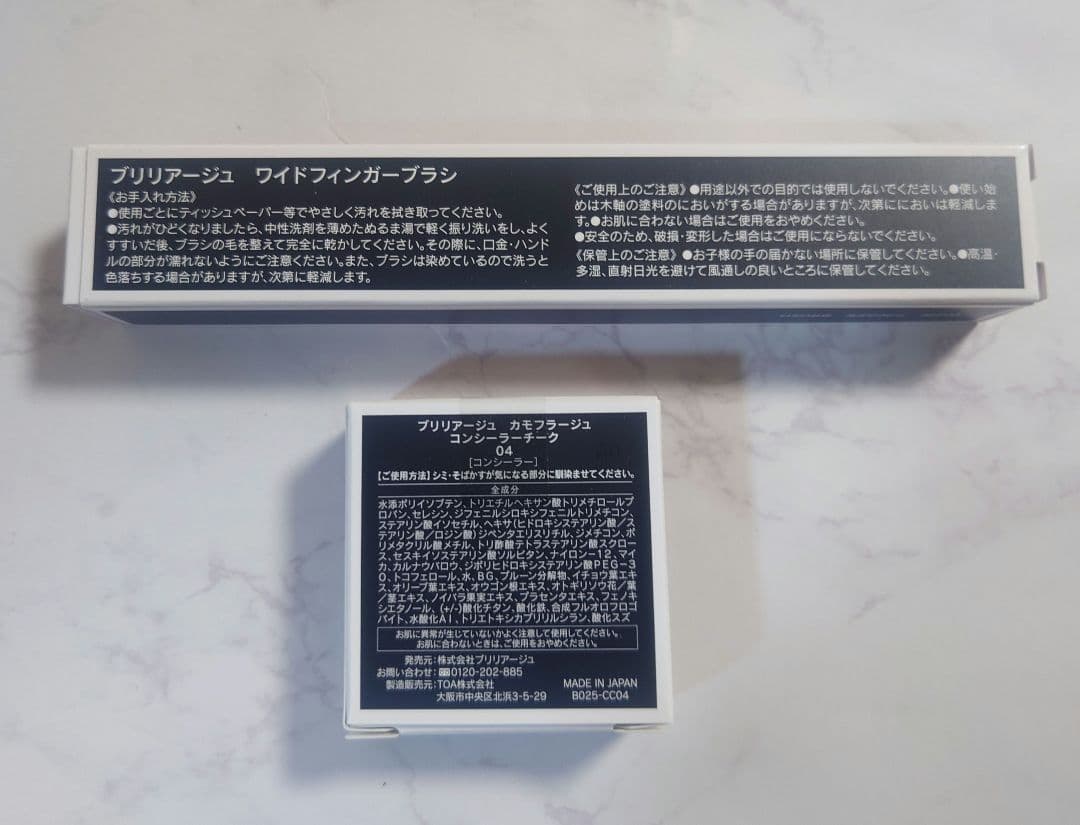 ブリリアージュ　ワイドフィンガーブラシ
《お手入れ方法》
●使用ごとにティッシュペーパー等でやさしく汚れを拭き取ってください。
●汚れがひどくなりましたら、中性洗剤を薄めたぬるま湯で軽く振り洗いをし、よく
すすいだ後、ブラシの毛を整えて完全に乾かしてください。その際に、口金・ハンド
ルの部分が濡れないようにご注意ください。また、ブラシは染めているので洗うと
色落ちする場合がありますが、次第に軽減します。
《ご使用上のご注意》●用途以外での目的では使用しないでください。●使い始
めは木軸の塗料のにおいがする場合がありますが、次第ににおいは軽減しま
す。●お肌に合わない場合はご使用をおやめください。
●安全のため、破損・変形した場合はご使用にならないでください。
《保管上のご注意》●お子様の手の届かない場所に保管してください。●高温・
多湿、直射日光を避けて風通しの良いところに保管してください。
ブリリアージュ　カモフラージュ
コンシーラーチーク
04
[コンシーラー]
【ご使用方法】シミ・そばかすが気になる部分に馴染ませてください。
全成分
水添ポリイソブテン、トリエチルヘキサン酸トリメチロールプ
ロパン、セレシン、ジフェニルシロキシフェニルトリメチコン、
ステアリン酸イソセチル、ヘキサ(ヒドロキシステアリン酸/ス
テアリン酸/ロジン酸)ジペンタエリスリチル、ジメチコン、ポ
リメタクリル酸メチル、トリ酢酸テトラステアリン酸スクロー
ス、セスキイソステアリン酸ソルビタン、ナイロン-12、マイ
カ、カルナウバロウ、ジポリヒドロキシステアリン酸PEG-3
0、トコフェロール、水、BG、プルーン分解物、イチョウ葉エキ
ス、オリーブ葉エキス、オウゴン根エキス、オトギリソウ花/葉
/茎エキス、ノイバラ果実エキス、プラセンタエキス、フェノキ
シエタノール、(+/-)酸化チタン、酸化鉄、合成フルオロフロゴ
パイト、水酸化Al、トリエトキシカプリリルシラン、酸化スズ
お肌に異常が生じていないかよく注意して使用してください。
お肌に合わないときは、ご使用をおやめください。
発売元:株式会社ブリリアージュ
お問い合わせ:0120-202-885
製造販売元:TOA株式会社
大阪市中央区北浜3-5-29
MADE IN JAPAN
B025-CC04